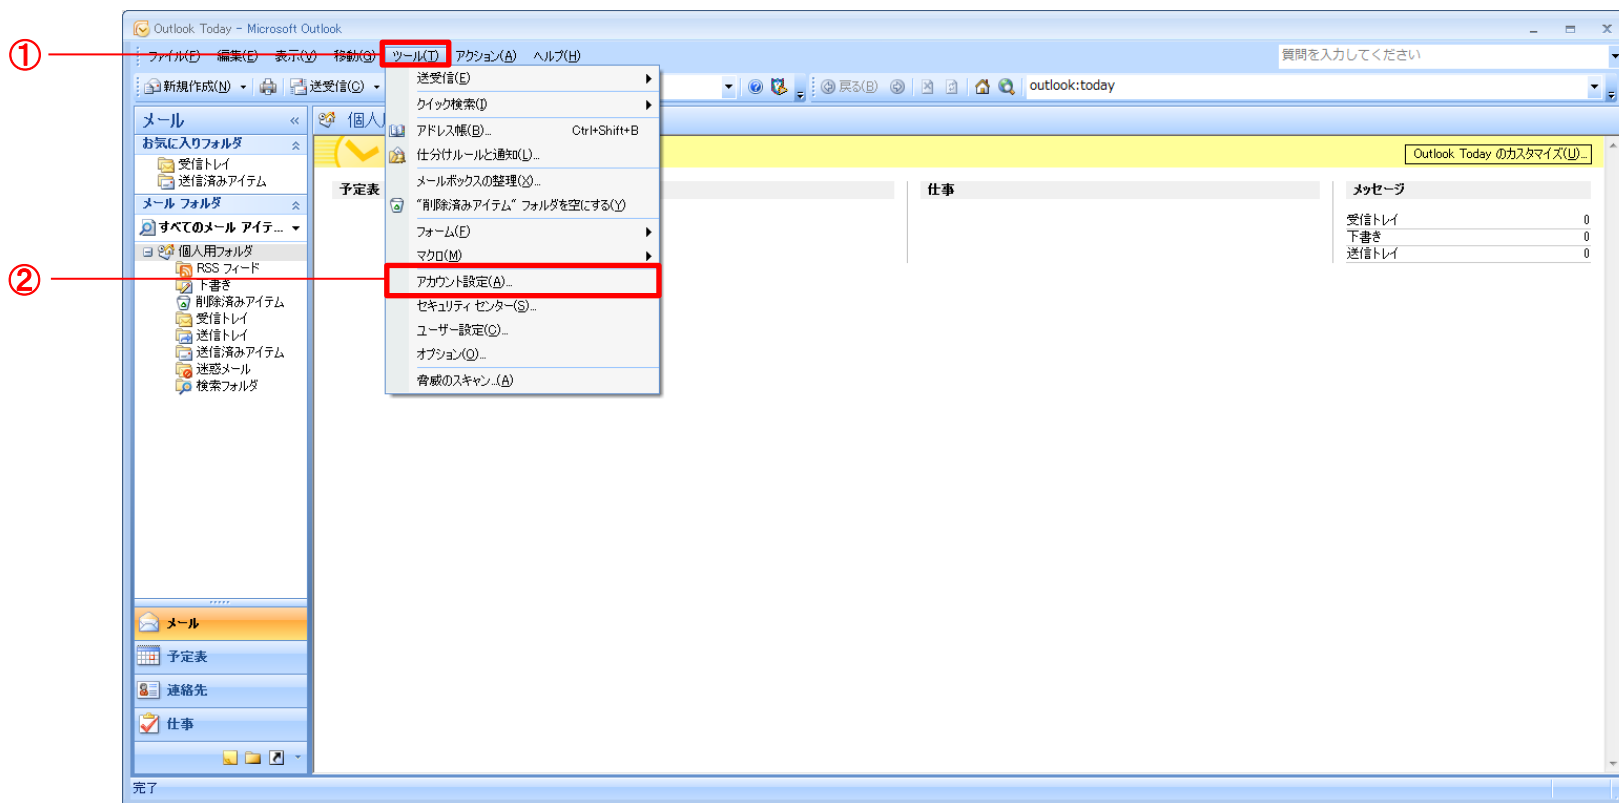 Outlook Today - Microsoft Outlook
①
ファイル(F) 編集(E) 表示(V) 移動(G) ツール(T) アクション(A) ヘルプ(H)
質問を入力してください
新規作成(N) 送受信(C)
戻る(B)
outlook:today
送受信(E)
クイック検索(I)
アドレス帳(B)... Ctrl+Shift+B
仕分けルールと通知(L)...
メールボックスの整理(X)...
"削除済みアイテム" フォルダを空にする(Y)
フォーム(F)
マクロ(M)
②
アカウント設定(A)...
セキュリティ センター(S)...
ユーザー設定(C)...
オプション(O)...
脅威のスキャン...(A)
メール
お気に入りフォルダ
受信トレイ
送信済みアイテム
メール フォルダ
すべてのメール アイテ...
個人用フォルダ
RSS フィード
下書き
削除済みアイテム
受信トレイ
送信トレイ
送信済みアイテム
迷惑メール
検索フォルダ
メール
予定表
連絡先
仕事
個人
Outlook Today のカスタマイズ(U)...
予定表
仕事
メッセージ
受信トレイ 0
下書き 0
送信トレイ 0
完了